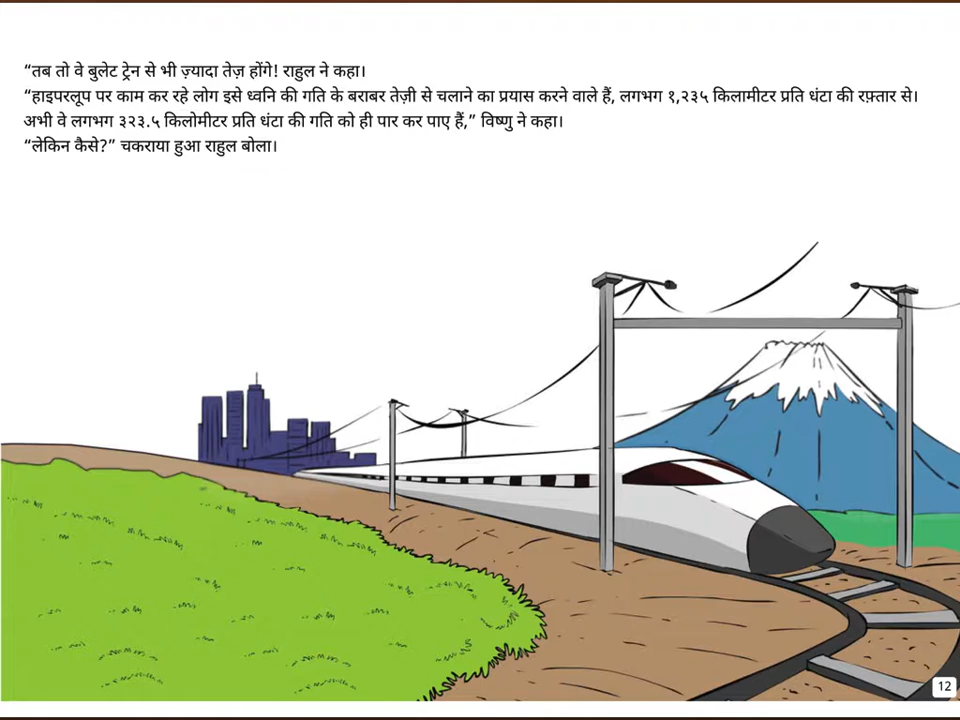 “तब तो वे बुलेट ट्रेन से भी ज़्यादा तेज़ होंगे! राहुल ने कहा।
“हाइपरलूप पर काम कर रहे लोग इसे ध्वनि की गति के बराबर तेज़ी से चलाने का प्रयास करने वाले हैं, लगभग १,२३५ किलामीटर प्रति धंटा की रफ़्तार से।
अभी वे लगभग ३२३.५ किलोमीटर प्रति धंटा की गति को ही पार कर पाए हैं,” विष्णु ने कहा।
“लेकिन कैसे?” चकराया हुआ राहुल बोला।
12